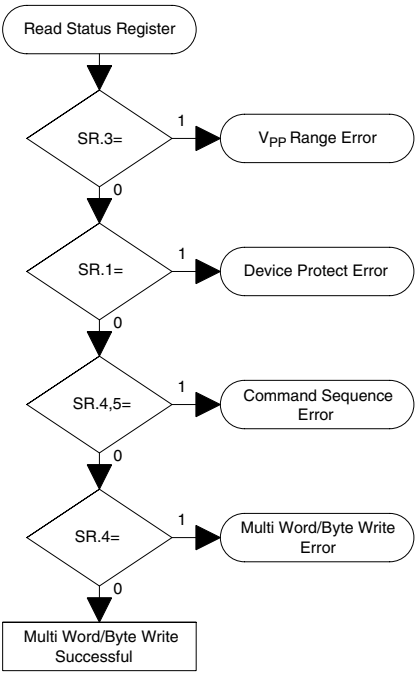 Read Status Register
SR.3=
1
V_PP Range Error
0
SR.1=
1
Device Protect Error
0
SR.4,5=
1
Command Sequence
Error
0
SR.4=
1
Multi Word/Byte Write
Error
0
Multi Word/Byte Write
Successful